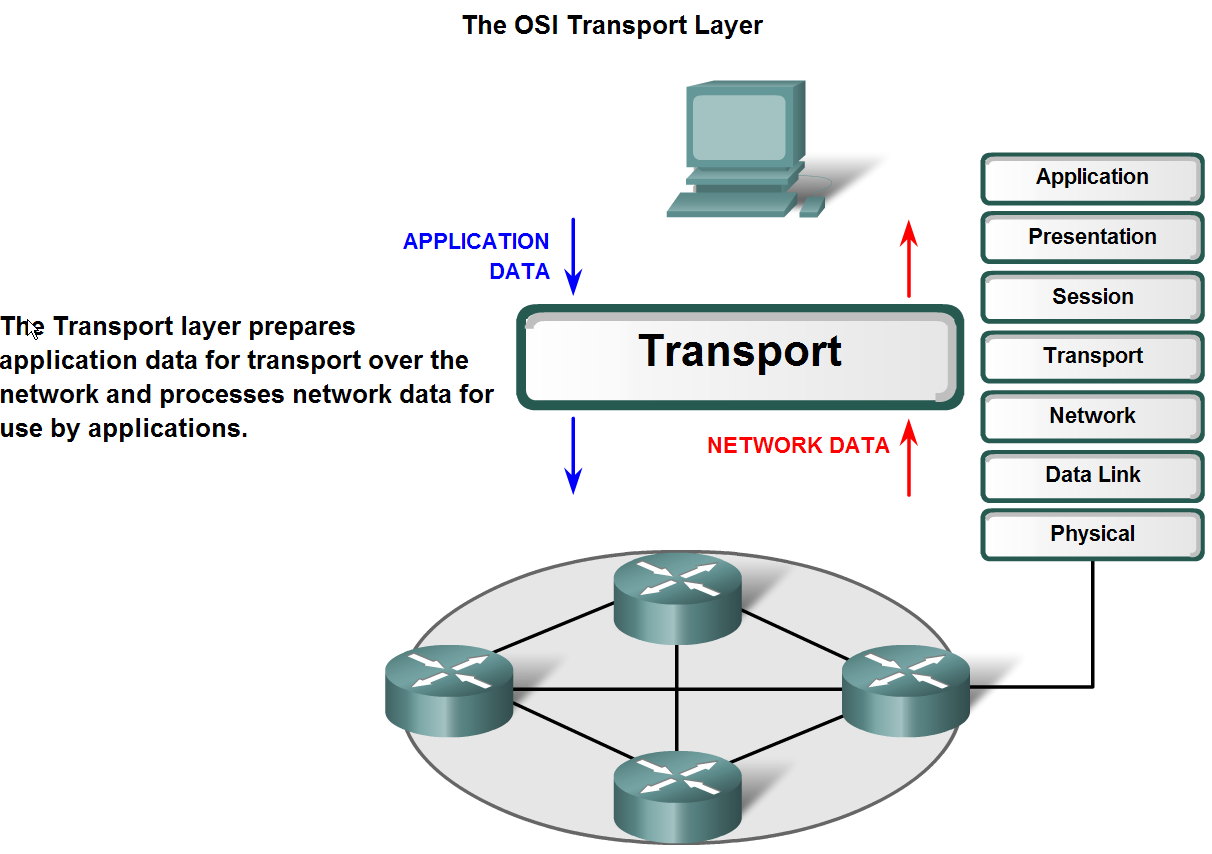 The OSI Transport Layer
APPLICATION
DATA
The Transport layer prepares
application data for transport over the
network and processes network data for
use by applications.
Transport
NETWORK DATA
Application
Presentation
Session
Transport
Network
Data Link
Physical